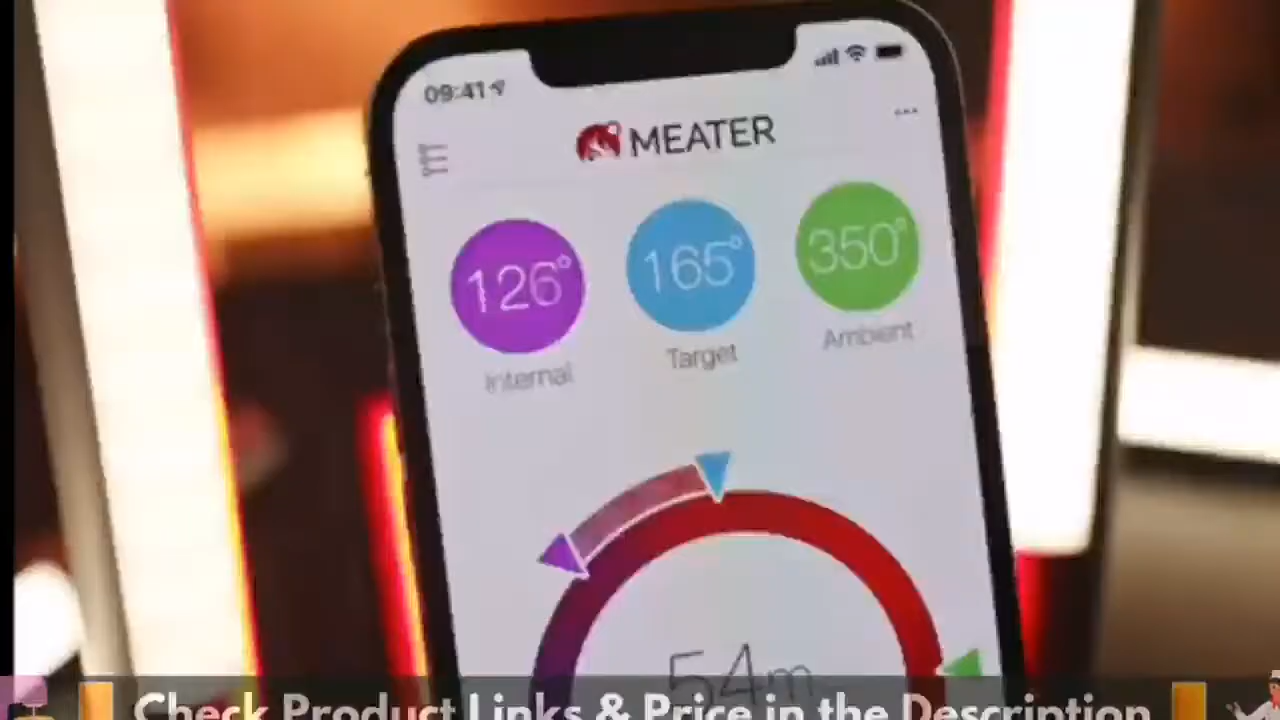 09:41
MEATER
126° 165° 350°
Internal Target Ambient
54m
Check Product Links & Price in the Description